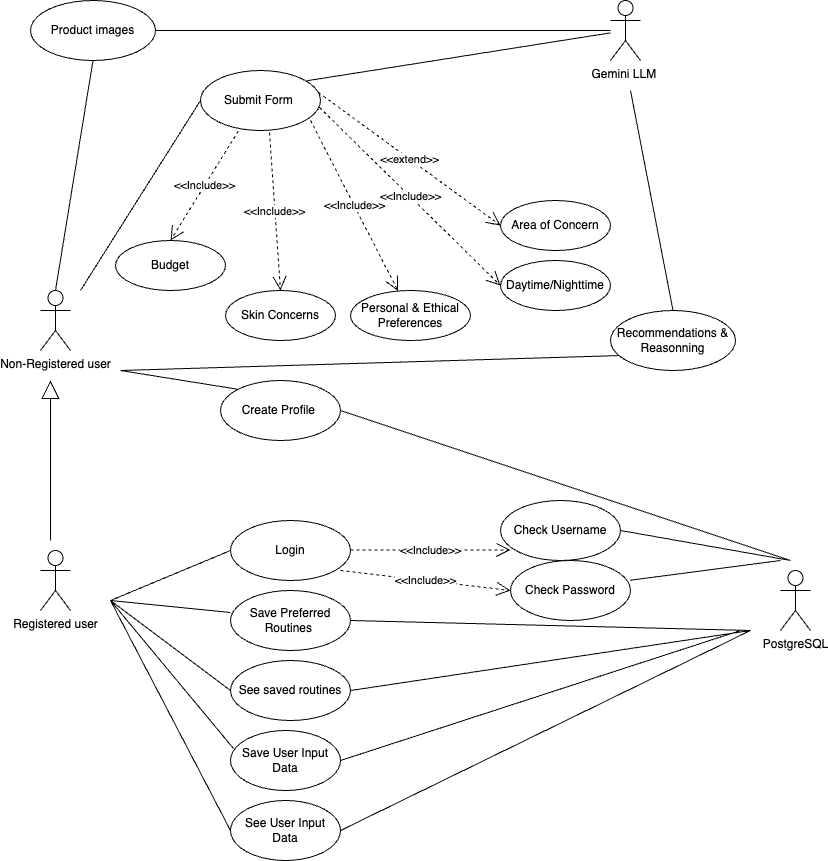 Product images
Gemini LLM
Submit Form
<<extend>>
<<Include>>
<<Include>>
<<Include>>
<<Include>>
Area of Concern
Budget
Daytime/Nighttime
Skin Concerns
Personal & Ethical
Preferences
Recommendations &
Reasonning
Non-Registered user
Create Profile
Check Username
Login
<<Include>>
<<Include>>
Check Password
Registered user
Save Preferred
Routines
PostgreSQL
See saved routines
Save User Input
Data
See User Input
Data